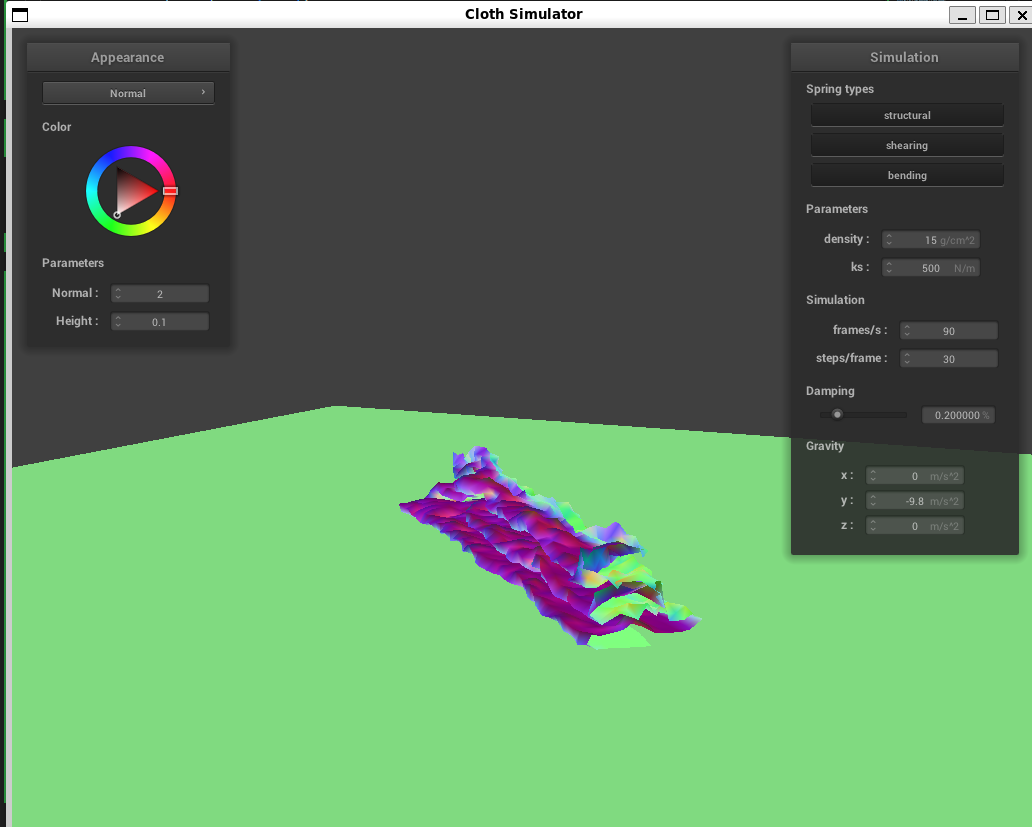 Cloth Simulator
Appearance
Normal
Color
Parameters
Normal : 2
Height : 0.1
Simulation
Spring types
structural
shearing
bending
Parameters
density : 15 g/cm^2
ks : 500 N/m
Simulation
frames/s : 90
steps/frame : 30
Damping
0.200000 %
Gravity
x : 0 m/s^2
y : -9.8 m/s^2
z : 0 m/s^2